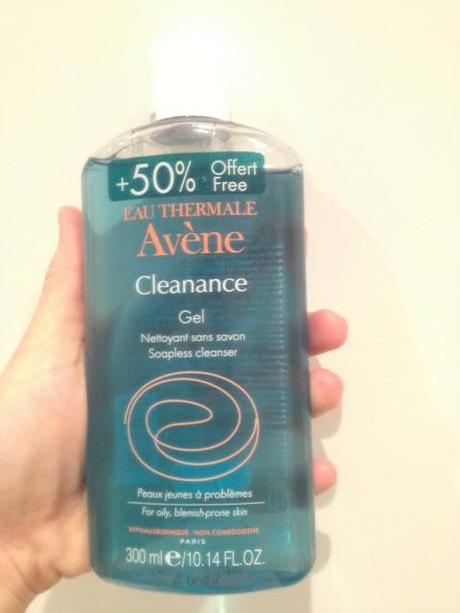 +50% Offert Free
EAU THERMALE
Avène
Cleanance
Gel
Nettoyant sans savon
Soapless cleanser
Peaux jeunes à problèmes
For oily, blemish-prone skin
HYPOALLERGENIQUE - NON COMEDOGENE
PARIS
300 ml e/10.14 FL.OZ.